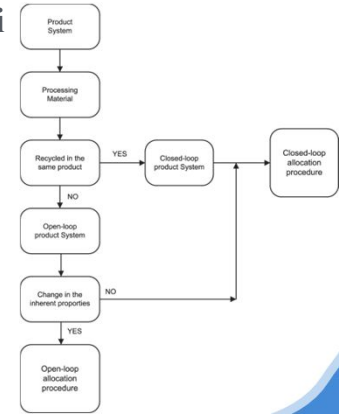 i
Product
System
Processing
Material
Recycled in the
same product
YES
Closed-loop
product System
Closed-loop
allocation
procedure
NO
Open-loop
product System
Change in the
inherent proporties
NO
YES
Open-loop
allocation
procedure